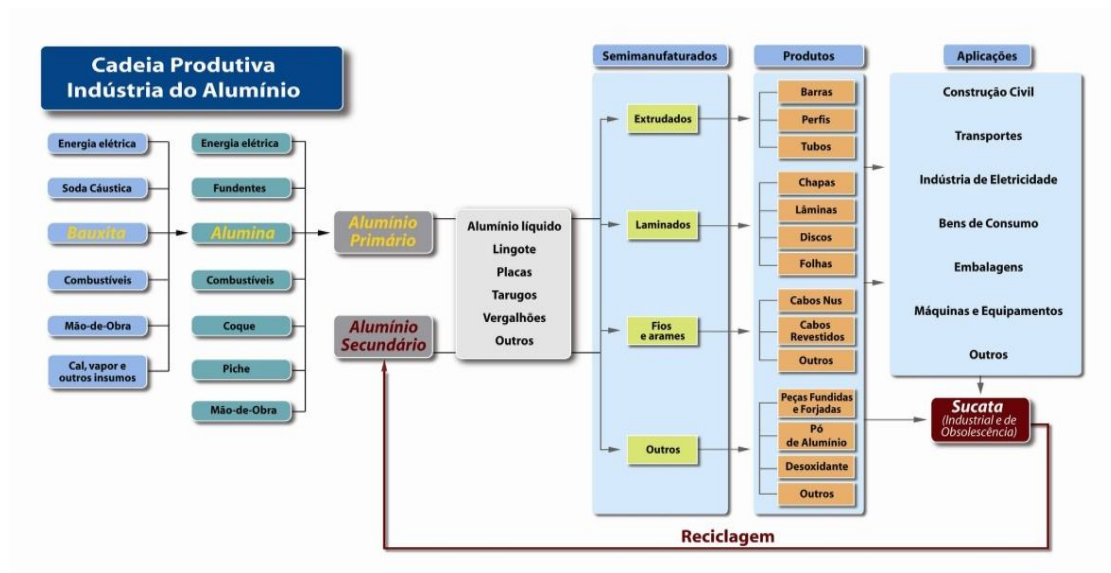 Cadeia Produtiva
Indústria do Alumínio
Energia elétrica
Soda Cáustica
Bauxita
Combustíveis
Mão-de-Obra
Cal, vapor e
outros insumos
Energia elétrica
Fundentes
Alumina
Combustíveis
Coque
Piche
Mão-de-Obra
Alumínio
Primário
Alumínio
Secundário
Alumínio líquido
Lingote
Placas
Tarugos
Vergalhões
Outros
Semimanufaturados
Extrudados
Laminados
Fios
e arames
Outros
Produtos
Barras
Perfis
Tubos
Chapas
Lâminas
Discos
Folhas
Cabos Nus
Cabos
Revestidos
Outros
Peças Fundidas
e Forjadas
Pó
de Alumínio
Desoxidante
Outros
Aplicações
Construção Civil
Transportes
Indústria de Eletricidade
Bens de Consumo
Embalagens
Máquinas e Equipamentos
Outros
Sucata
(Industrial e de
Obsolescência)
Reciclagem